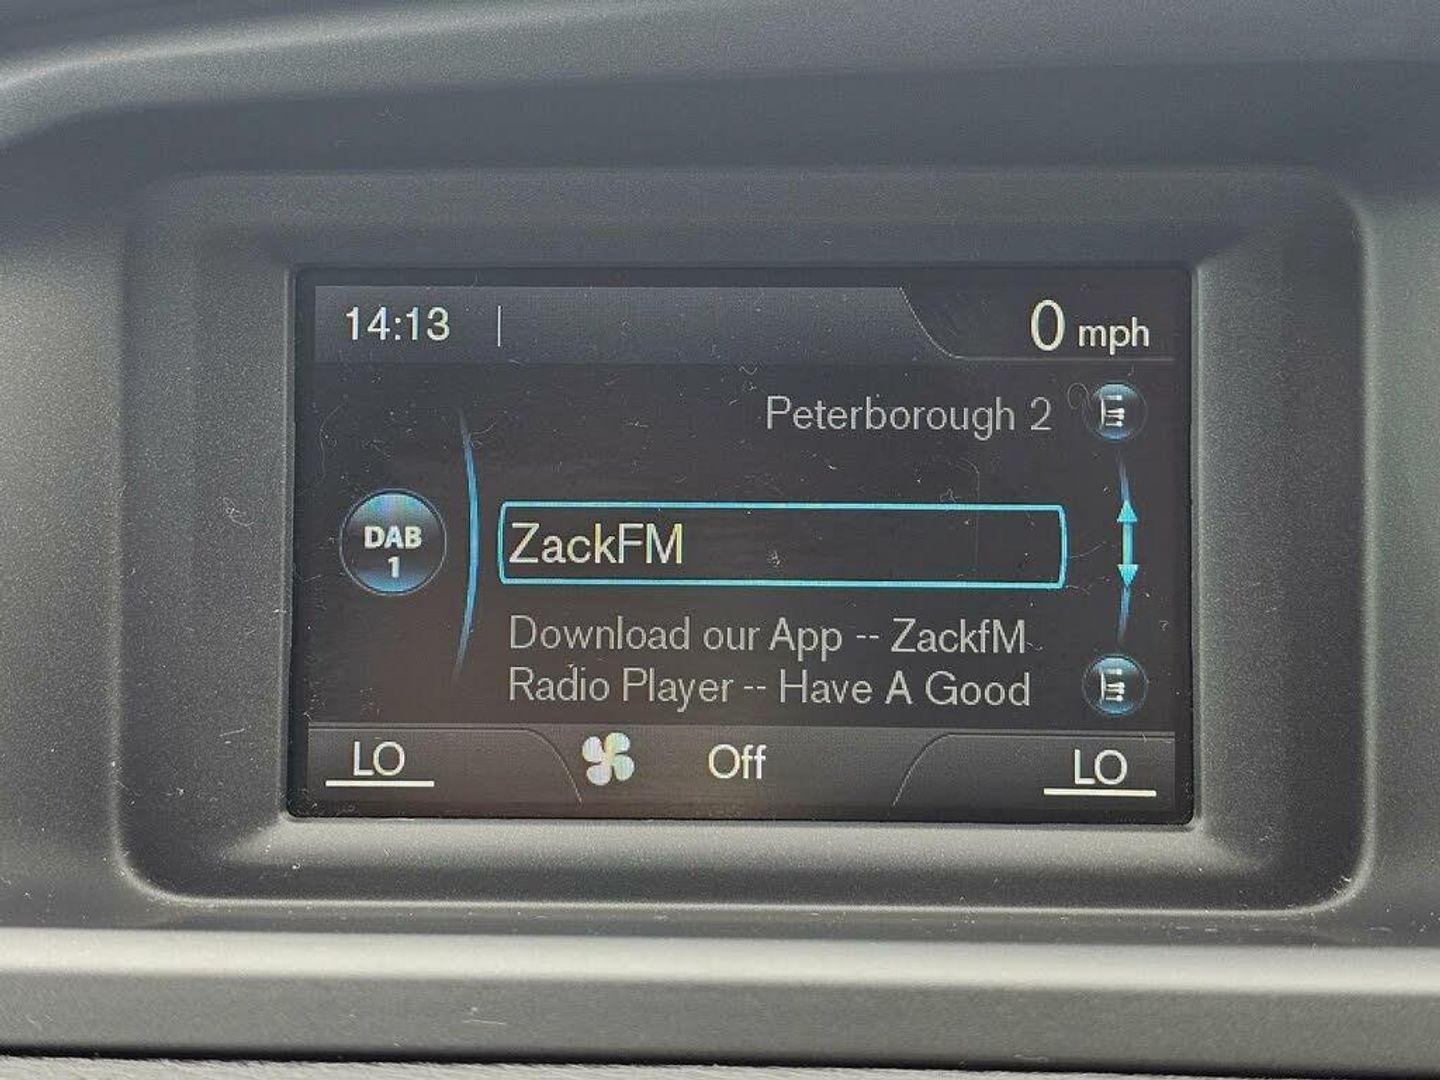 14:13
0 mph
Peterborough 2
DAB
1
ZackFM
Download our App -- ZackfM
Radio Player -- Have A Good
LO
Off
LO